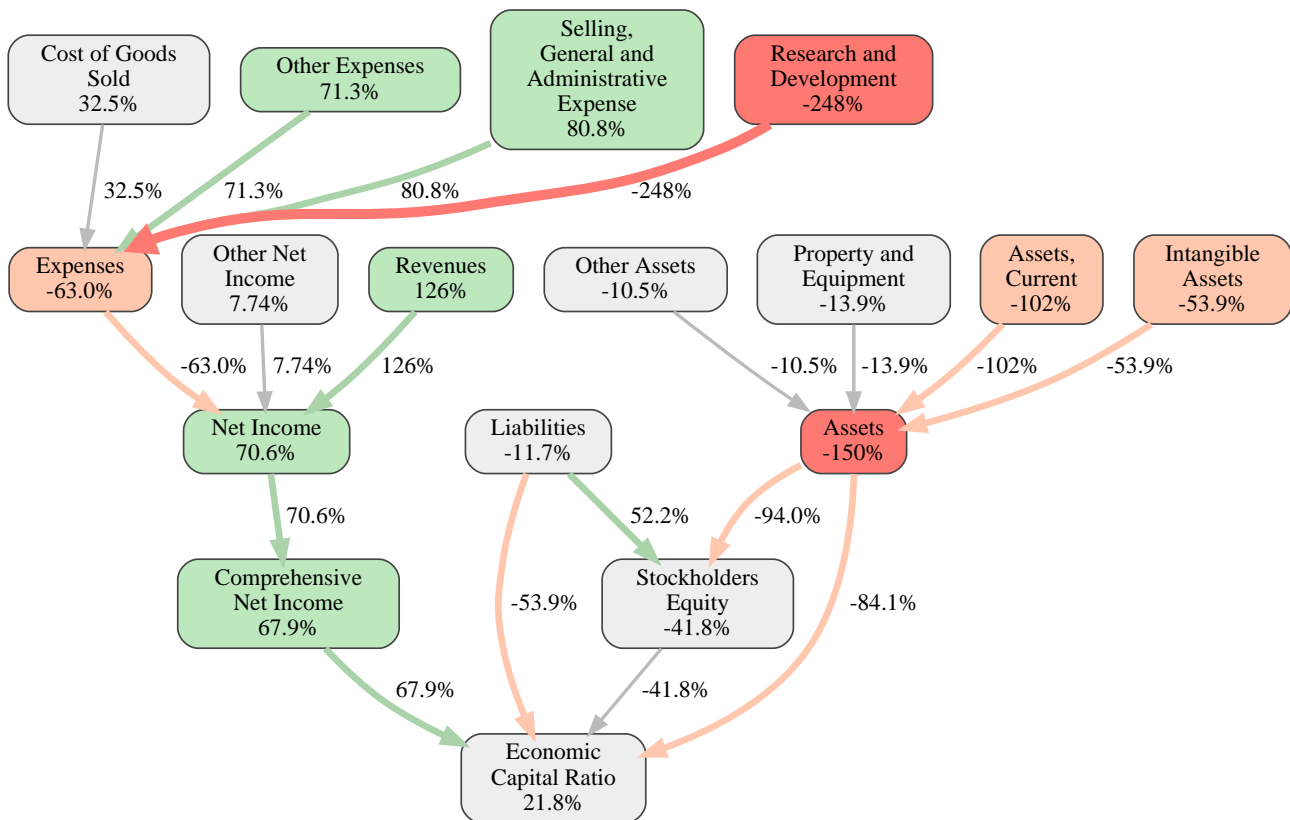 Cost of Goods
Sold
32.5%
Other Expenses
71.3%
Selling,
General and
Administrative
Expense
80.8%
Research and
Development
-248%
32.5%
71.3%
80.8%
-248%
Expenses
-63.0%
Other Net
Income
7.74%
Revenues
126%
Other Assets
-10.5%
Property and
Equipment
-13.9%
Assets,
Current
-102%
Intangible
Assets
-53.9%
-63.0%
7.74%
126%
-10.5%
-13.9%
-102%
-53.9%
Net Income
70.6%
Liabilities
-11.7%
Assets
-150%
70.6%
52.2%
-94.0%
Comprehensive
Net Income
67.9%
-53.9%
Stockholders
Equity
-41.8%
-84.1%
67.9%
-41.8%
Economic
Capital Ratio
21.8%